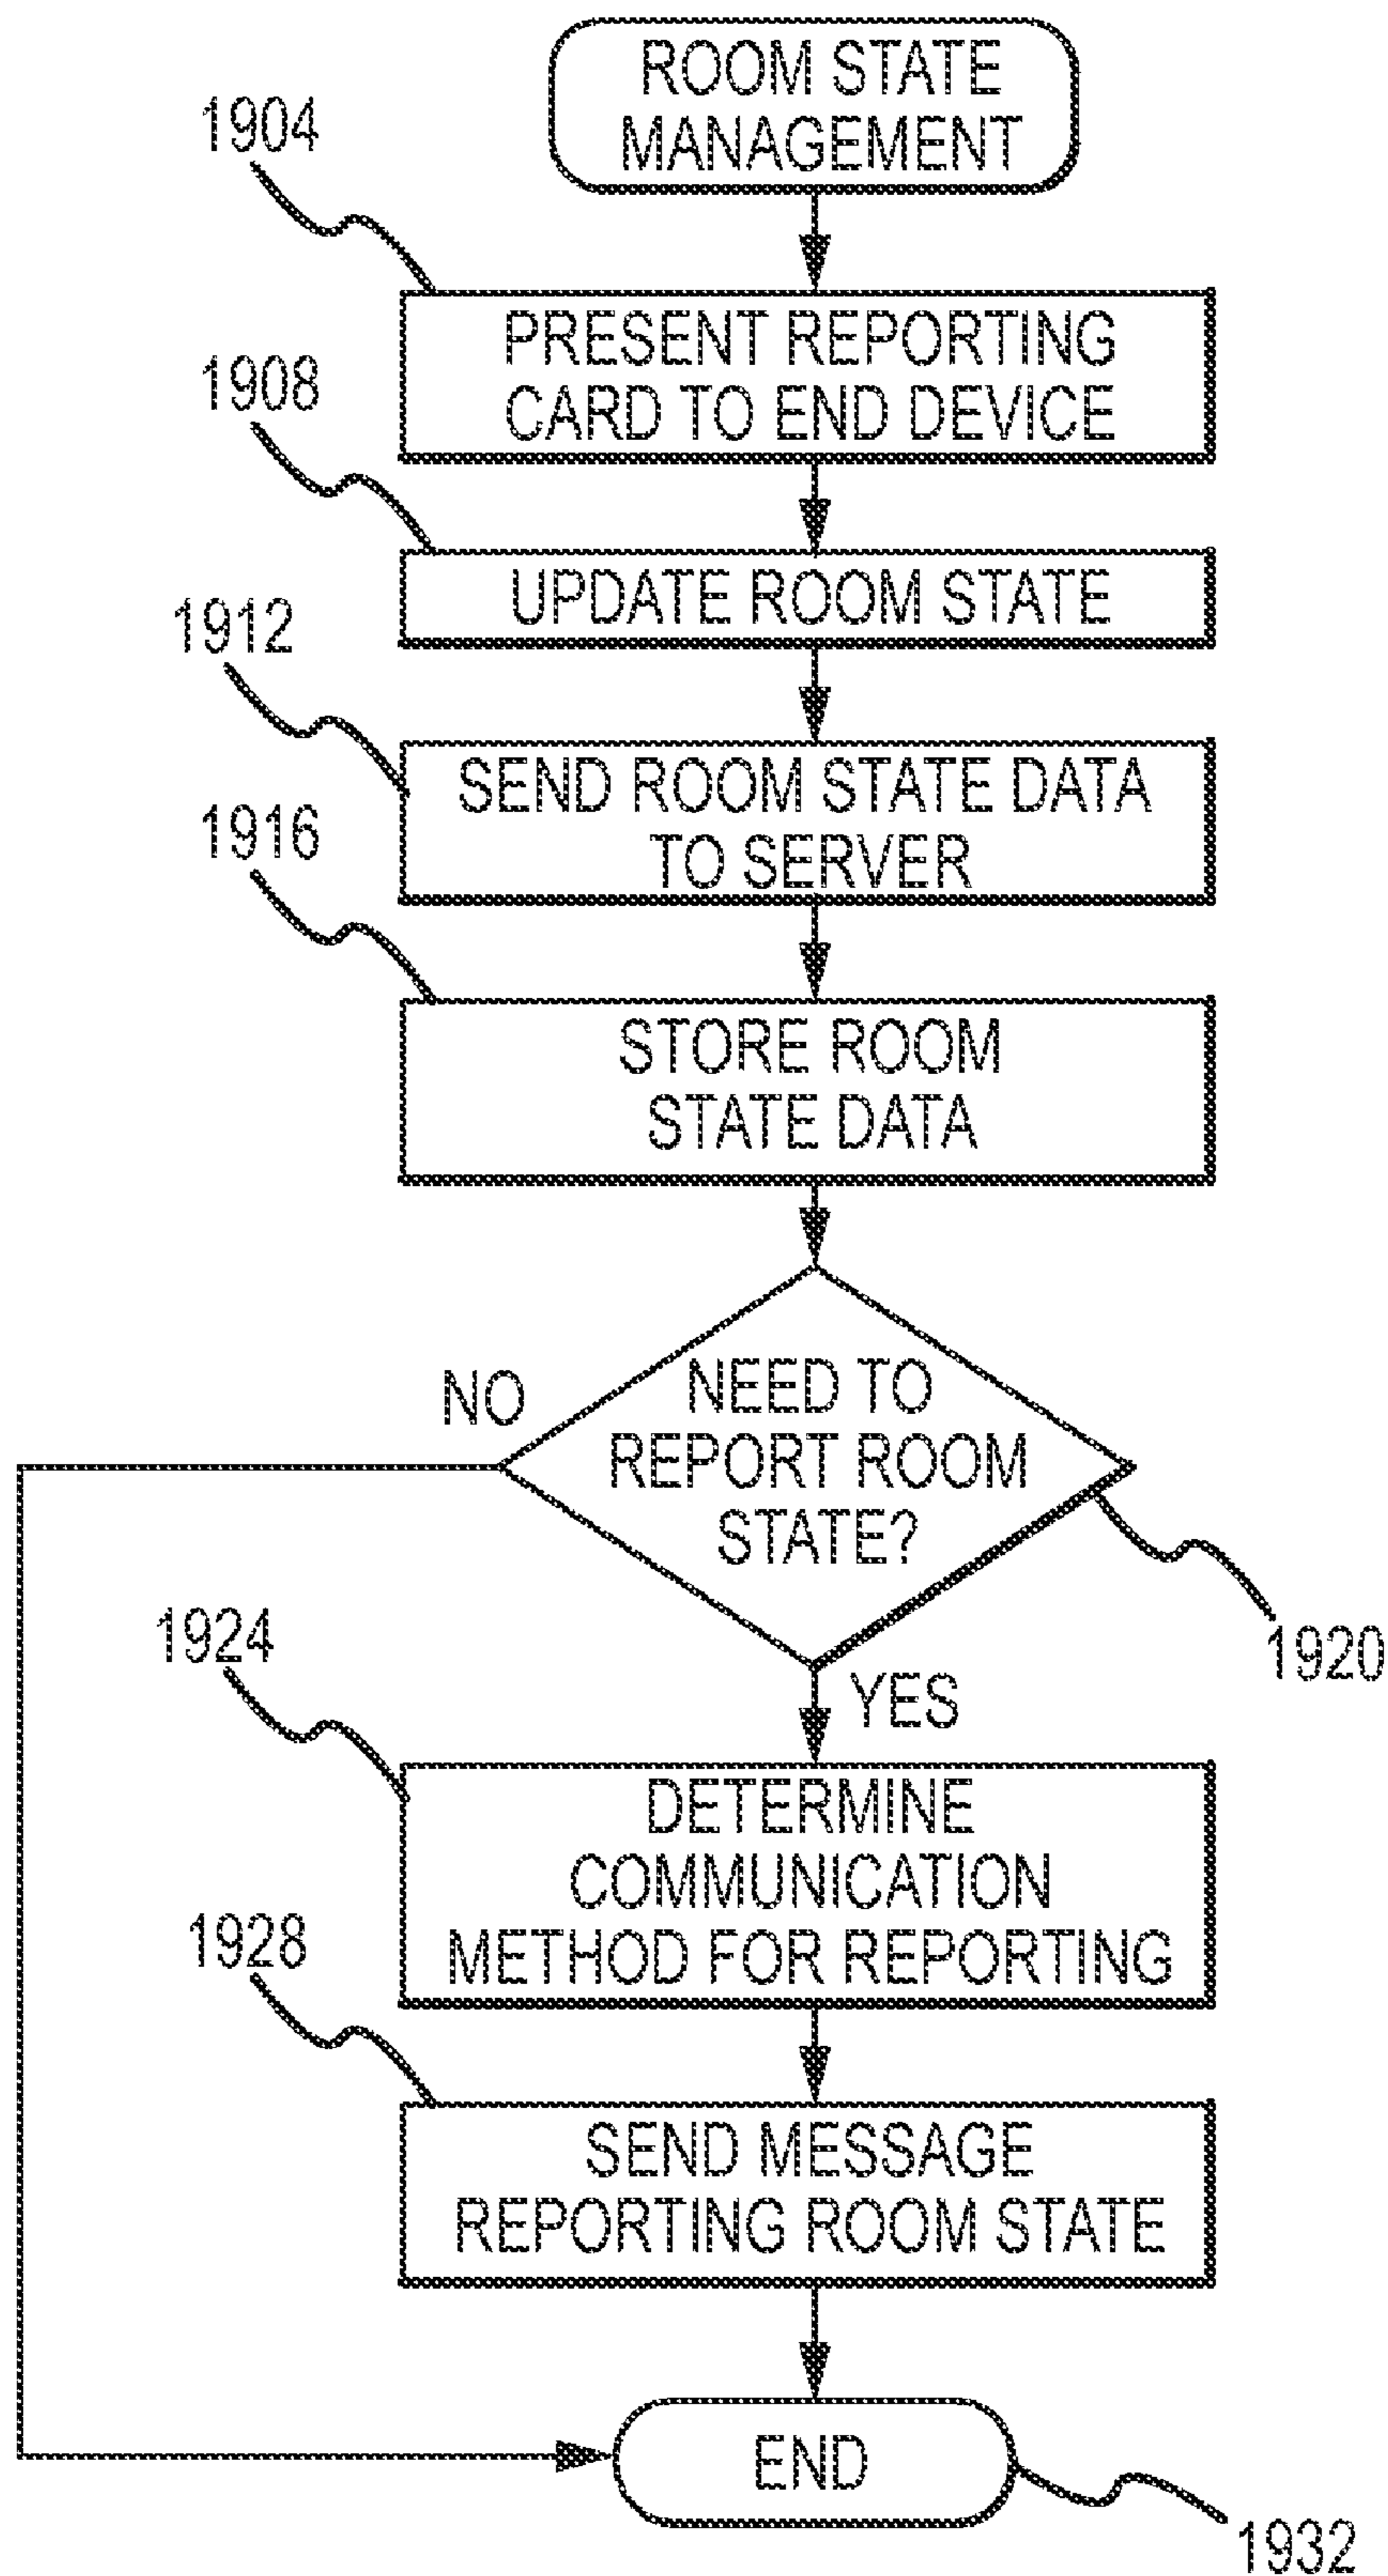 ROOM STATE
MANAGEMENT
1904
PRESENT REPORTING
CARD TO END DEVICE
1908
UPDATE ROOM STATE
1912
SEND ROOM STATE DATA
TO SERVER
1916
STORE ROOM
STATE DATA
NO
NEED TO
REPORT ROOM
STATE?
1920
YES
1924
DETERMINE
COMMUNICATION
METHOD FOR REPORTING
1928
SEND MESSAGE
REPORTING ROOM STATE
END
1932